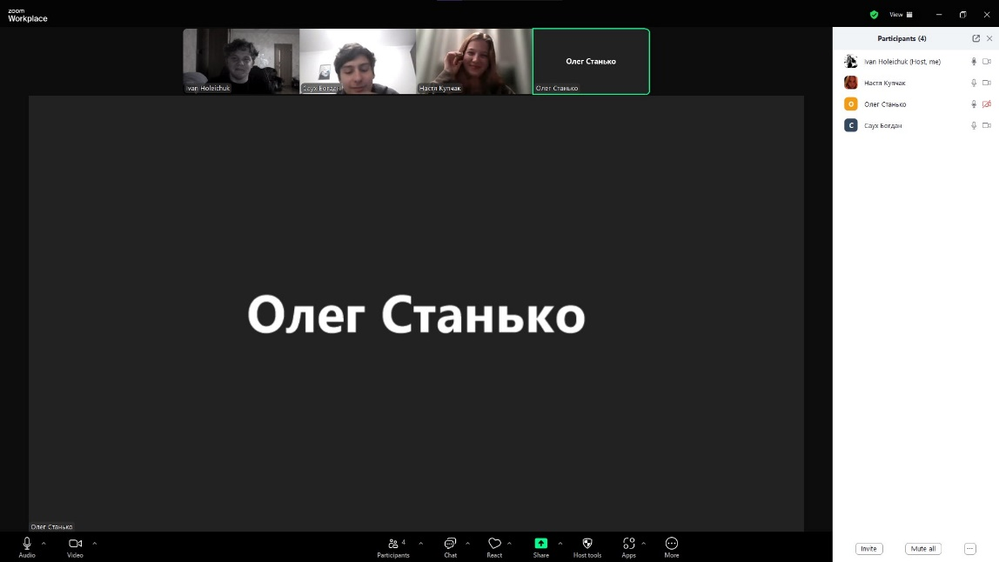 zoom
Workplace
View
Ivan Holeichuk
Саух Богдан
Настя Купчак
Олег Станько
Олег Станько
Олег Станько
Олег Станько
Participants (4)
Ivan Holeichuk (Host, me)
Настя Купчак
О Олег Станько
С Саух Богдан
Audio
Video
4
Participants
Chat
React
Share
Host tools
Apps
More
Invite
Mute all